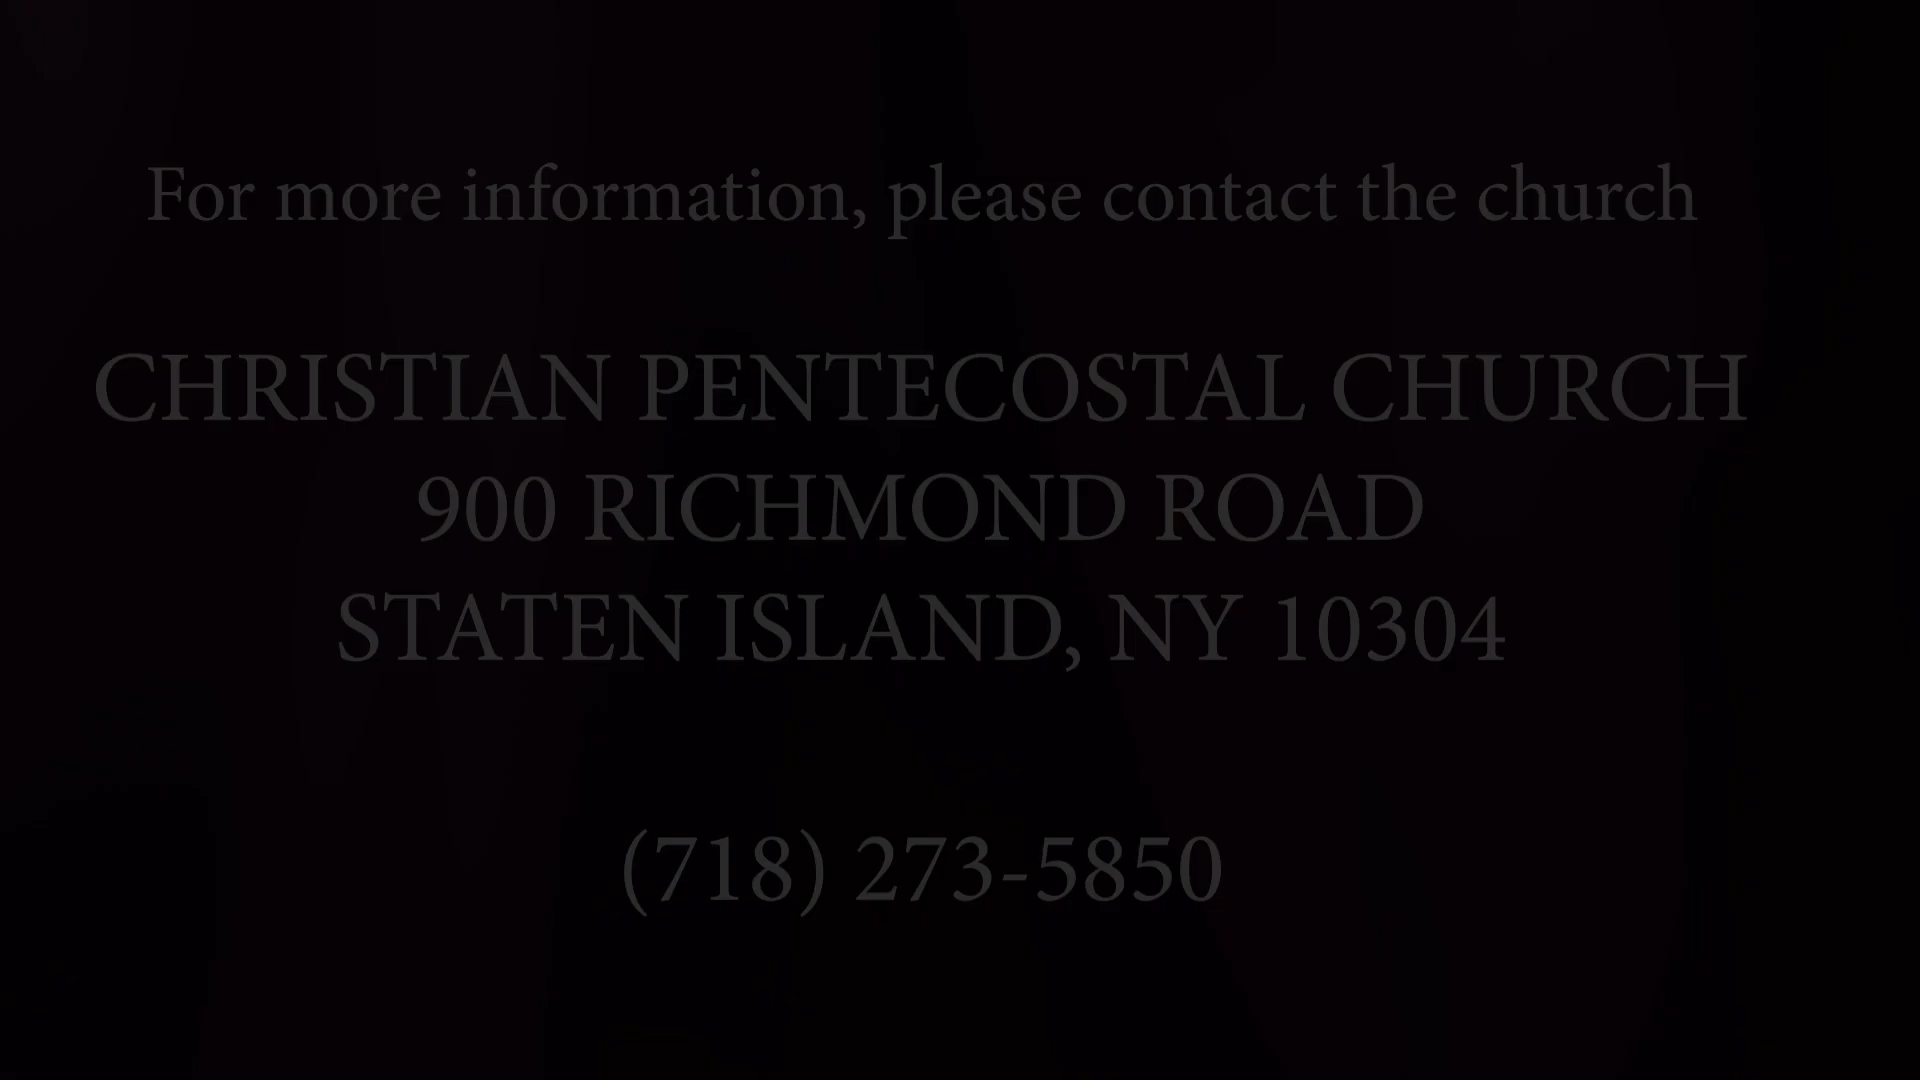 For more information, please contact the church
CHRISTIAN PENTECOSTAL CHURCH
900 RICHMOND ROAD
STATEN ISLAND, NY 10304
(718) 273-5850